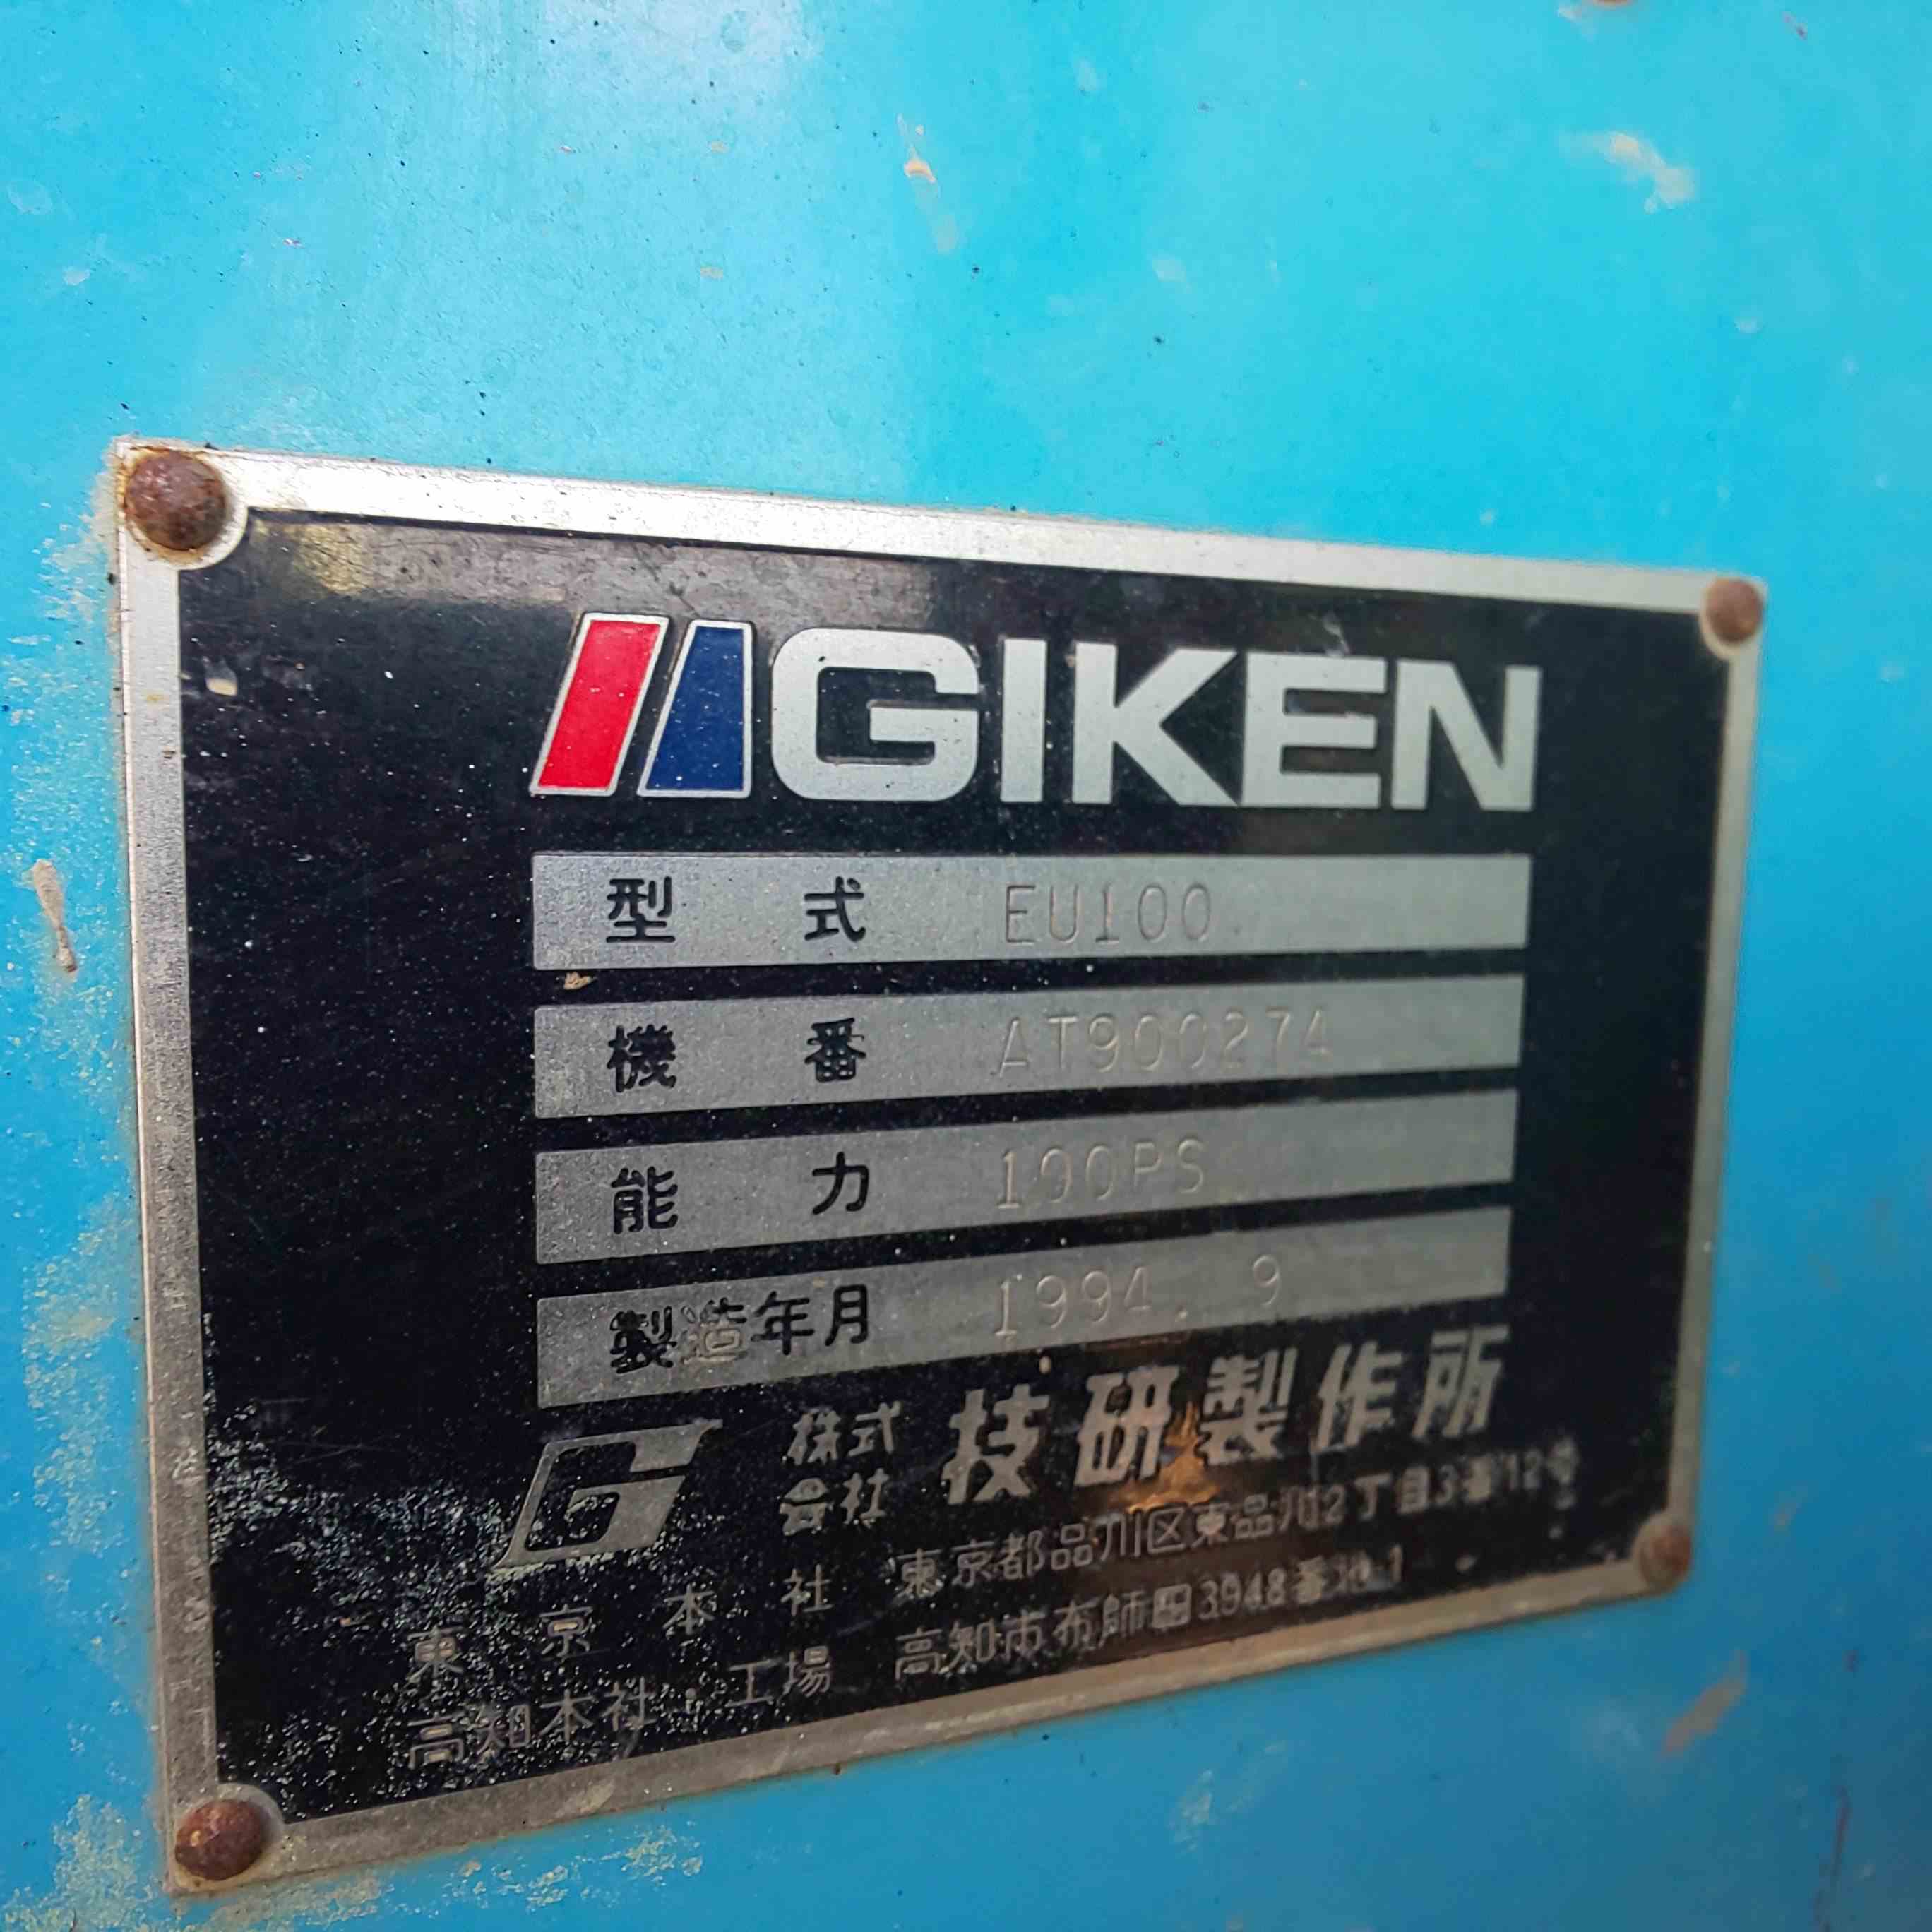 GIKEN
型式 EU100
機番 AT900274
能力 100PS
製造年月 1994. 9
G 株式会社 技研製作所
東京本社 東京都品川区東品川2丁目3番12号
高知本社・工場 高知市布師田3948番地1